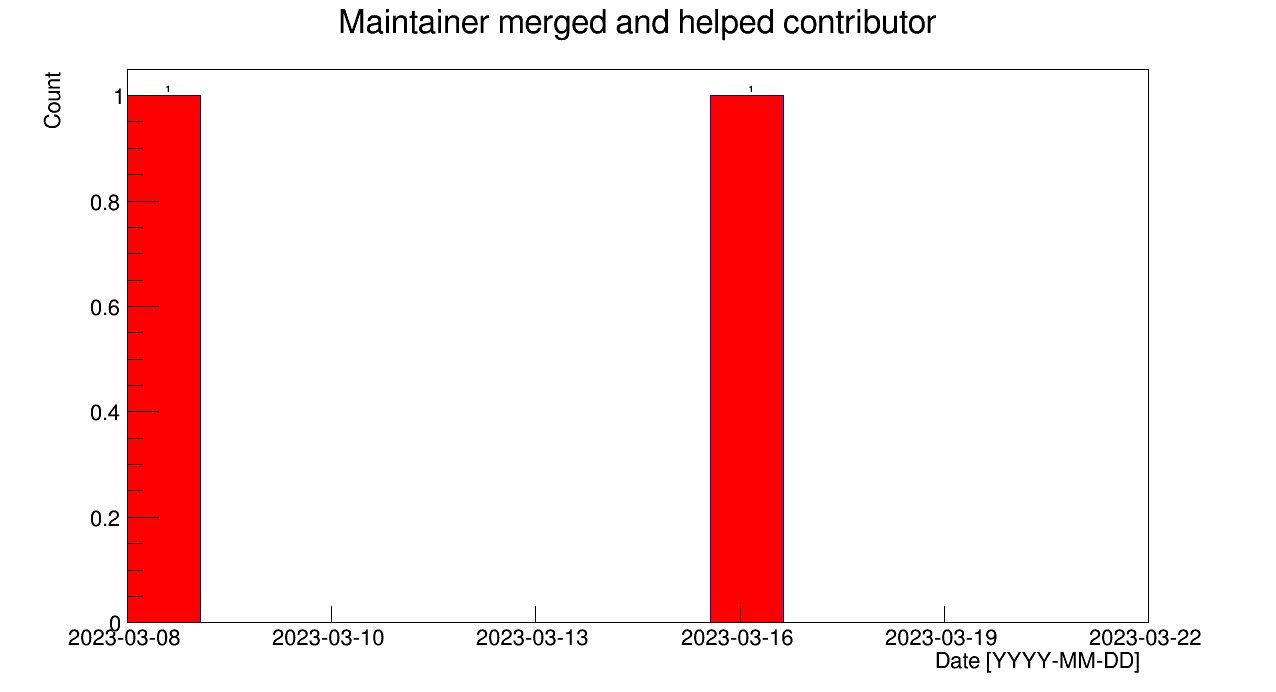 Maintainer merged and helped contributor
Count
1
1
1
0.8
0.6
0.4
0.2
0
2023-03-08 2023-03-10 2023-03-13 2023-03-16 2023-03-19 2023-03-22
Date [YYYY-MM-DD]